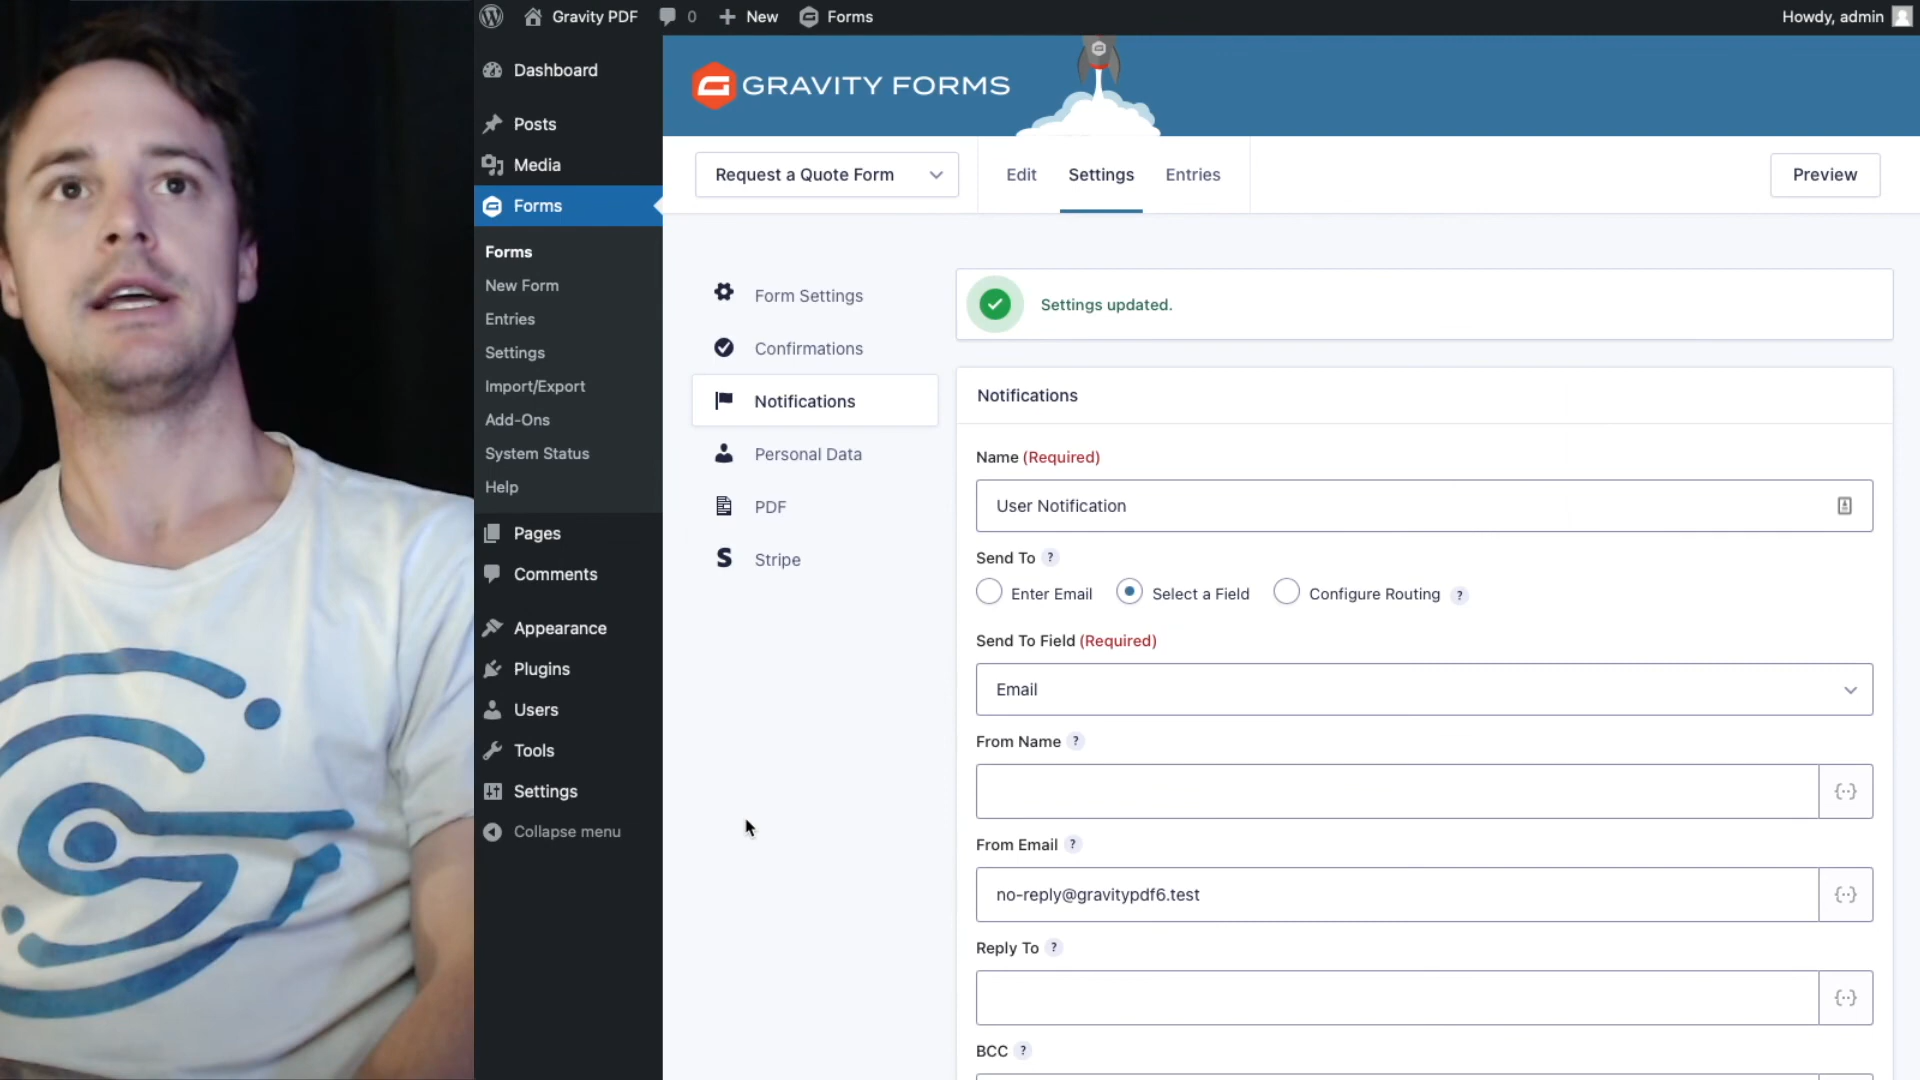 Gravity PDF
0
New
Forms
Howdy, admin
Dashboard
Posts
Media
Forms
Forms
New Form
Entries
Settings
Import/Export
Add-Ons
System Status
Help
Pages
Comments
Appearance
Plugins
Users
Tools
Settings
Collapse menu
GRAVITY FORMS
Request a Quote Form
Edit
Settings
Entries
Preview
Form Settings
Confirmations
Notifications
Personal Data
PDF
Stripe
Settings updated.
Notifications
Name (Required)
User Notification
Send To ?
Enter Email
Select a Field
Configure Routing ?
Send To Field (Required)
Email
From Name ?
{··}
From Email ?
no-reply@gravitypdf6.test
{··}
Reply To ?
{··}
BCC ?